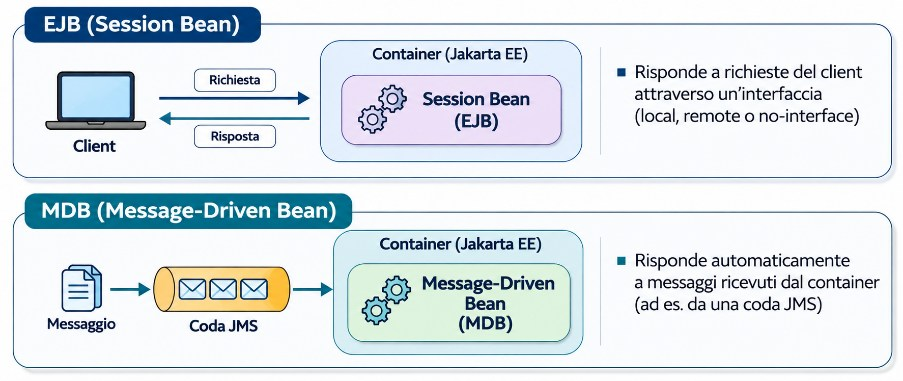 EJB (Session Bean)
Container (Jakarta EE)
Richiesta
Session Bean
(EJB)
Risposta
Client
Risponde a richieste del client
attraverso un'interfaccia
(local, remote o no-interface)
MDB (Message-Driven Bean)
Container (Jakarta EE)
Message-Driven
Bean
(MDB)
Messaggio
Coda JMS
Risponde automaticamente
a messaggi ricevuti dal container
(ad es. da una coda JMS)